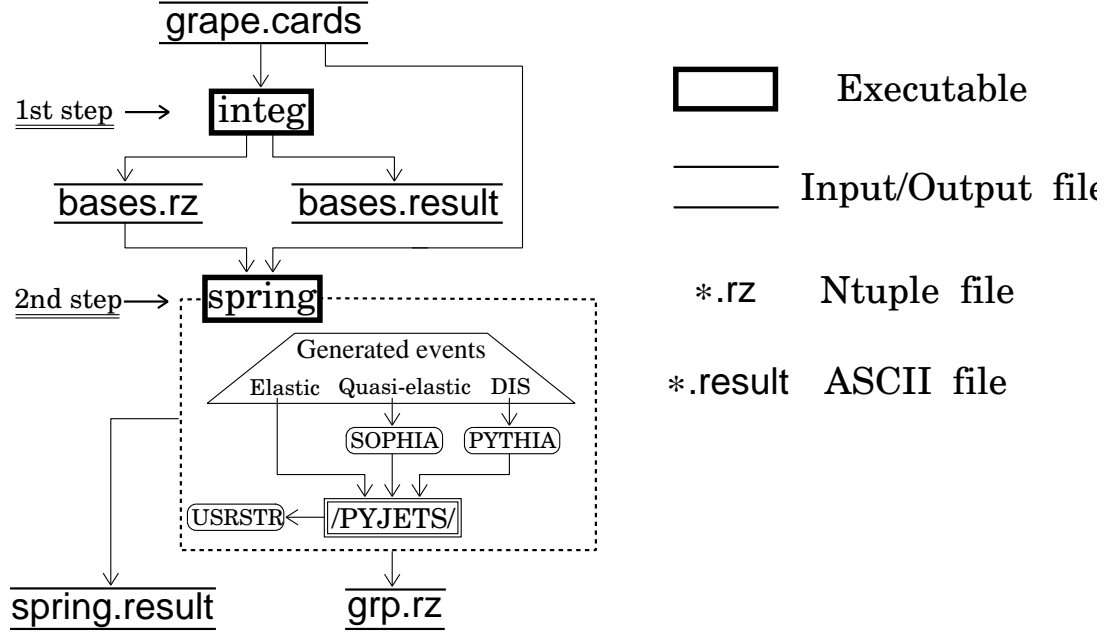 grape.cards
1st step
integ
bases.rz
bases.result
2nd step
spring
Generated events
Elastic Quasi-elastic DIS
SOPHIA PYTHIA
USRSTR /PYJETS/
spring.result
grp.rz
Executable
Input/Output file
*.rz Ntuple file
*.result ASCII file